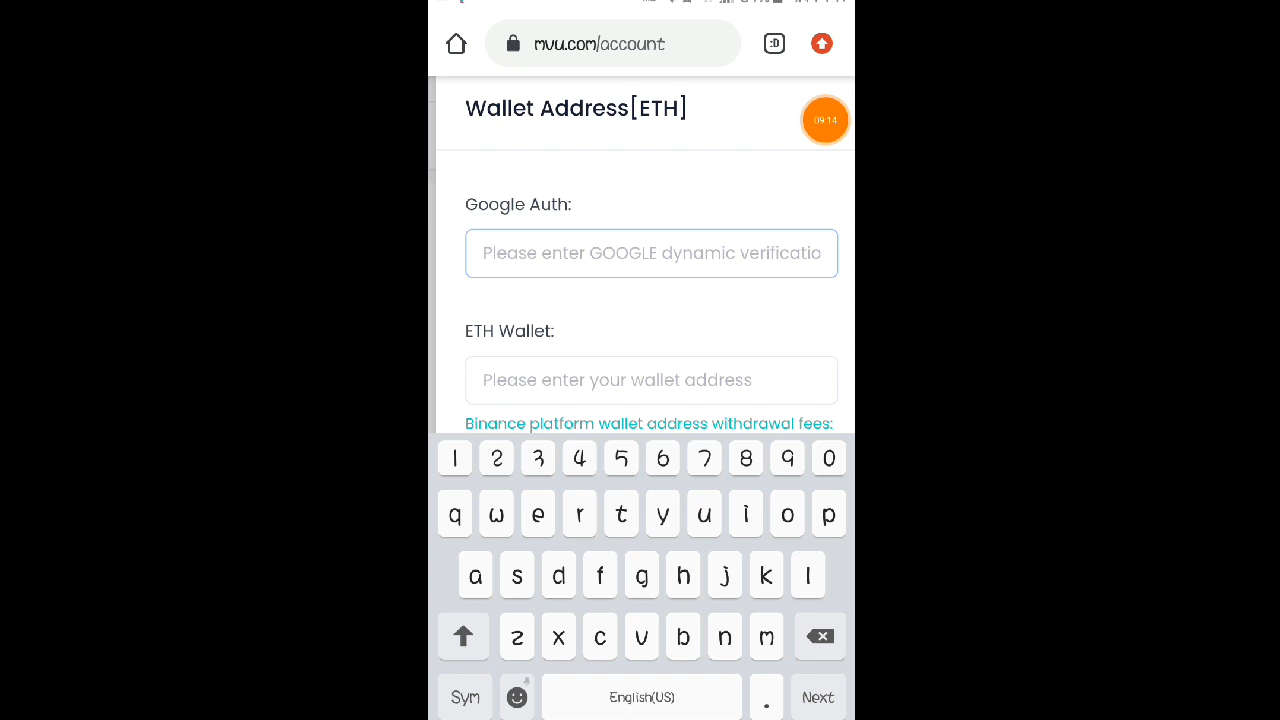 mvu.com/account
:D
Wallet Address[ETH]
09:14
Google Auth:
Please enter GOOGLE dynamic verificatio
ETH Wallet:
Please enter your wallet address
Binance platform wallet address withdrawal fees:
1 2 3 4 5 6 7 8 9 0
q w e r t y u i o p
a s d f g h j k l
z x c v b n m
Sym English(US) . Next